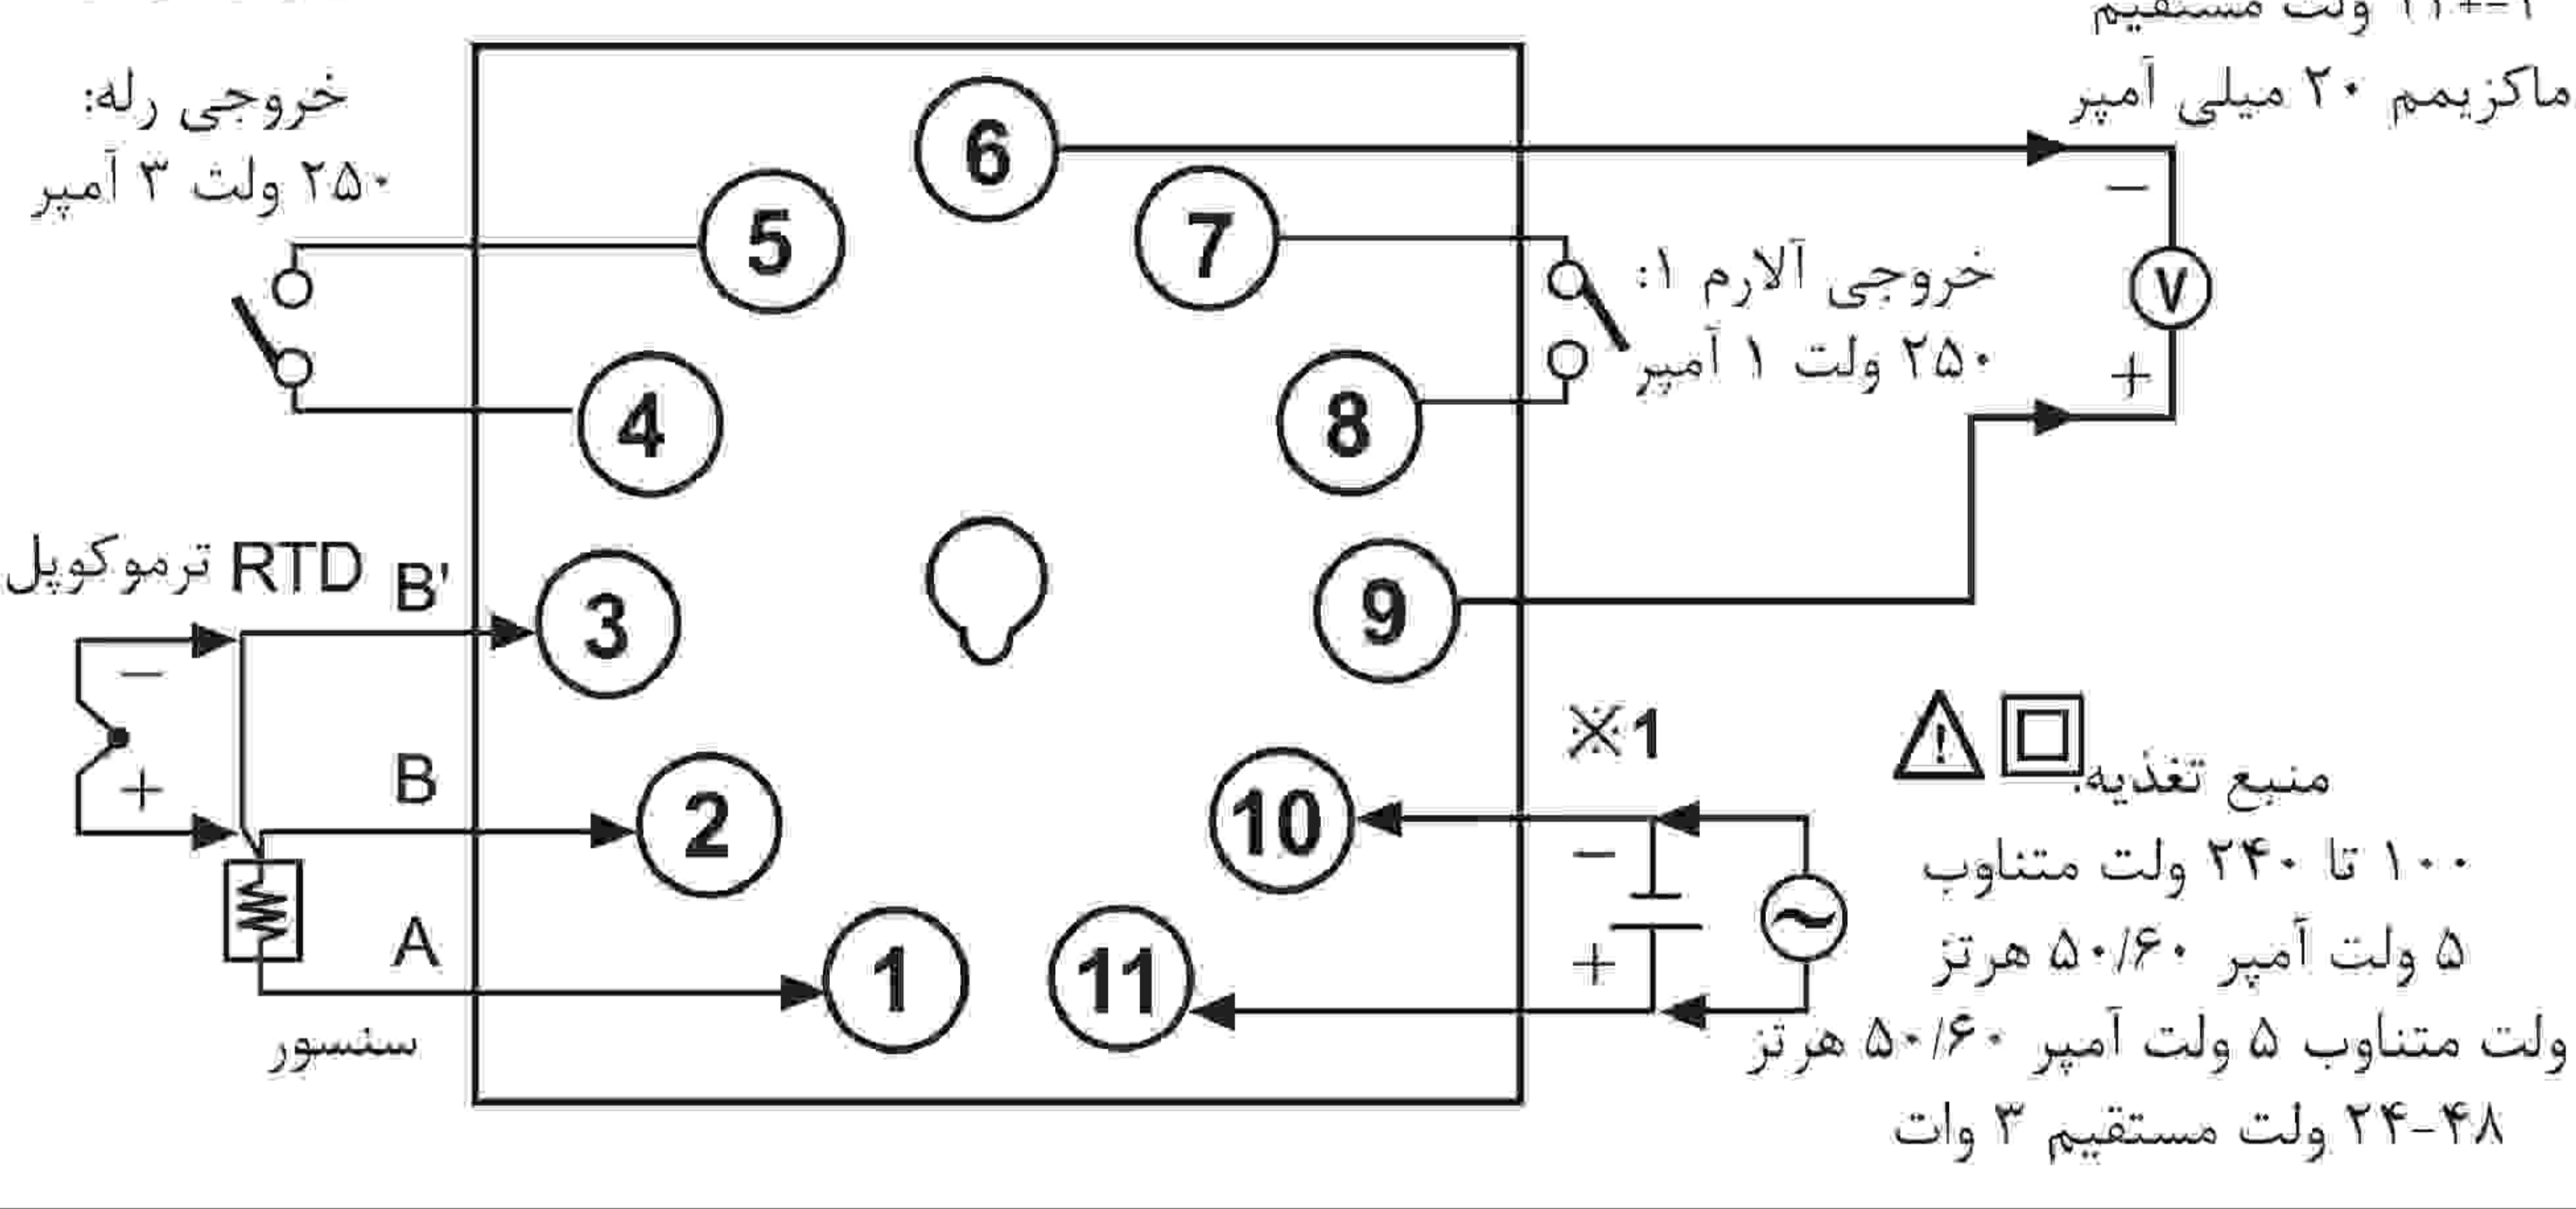 ولت مستقیم
ماکزیمم ۲۰ میلی آمپر
خروجی رله:
۲۵۰ ولت ۳ آمپر
6
5
7
خروجی آلارم ۱:
۲۵۰ ولت ۱ آمپر
−
V
+
4
8
ترموکوپل RTD
B'
3
9
−
+
B
2
A
1
سنسور
※1
10
11
−
+
~
!
منبع تغذیه:
۱۰۰ تا ۲۴۰ ولت متناوب
۵ ولت آمپر ۵۰/۶۰ هرتز
ولت متناوب ۵ ولت آمپر ۵۰/۶۰ هرتز
۲۴-۴۸ ولت مستقیم ۳ وات